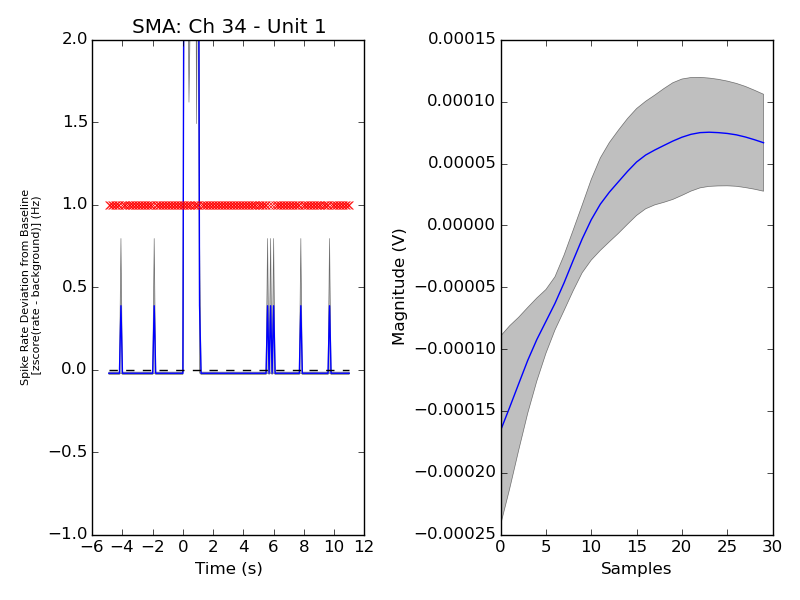 SMA: Ch 34 - Unit 1
2.0
1.5
1.0
0.5
0.0
−0.5
−1.0
Spike Rate Deviation from Baseline
[zscore(rate - background)] (Hz)
−6 −4 −2 0 2 4 6 8 10 12
Time (s)
0.00015
0.00010
0.00005
0.00000
−0.00005
−0.00010
−0.00015
−0.00020
−0.00025
Magnitude (V)
0 5 10 15 20 25 30
Samples